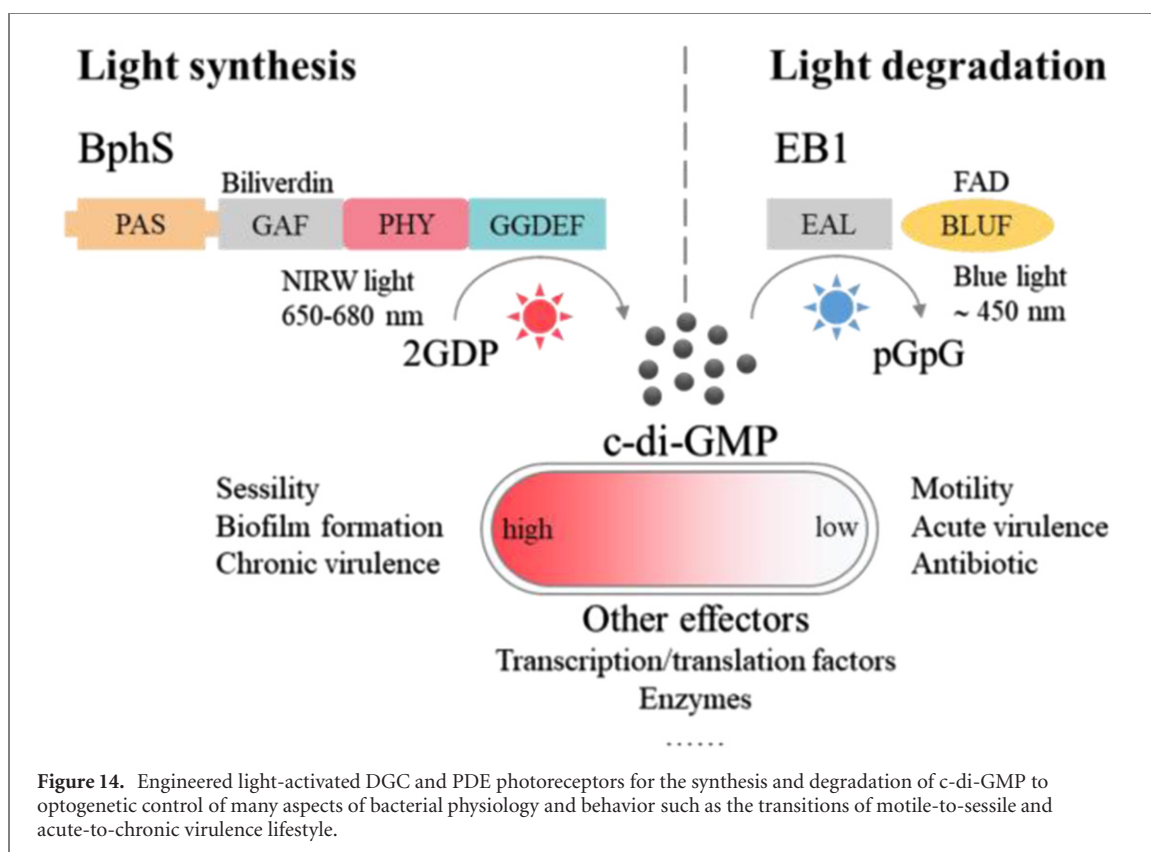 Light synthesis
Light degradation
BphS
EB1
Biliverdin
FAD
PAS
GAF
PHY
GGDEF
EAL
BLUF
NIRW light
650-680 nm
Blue light
~ 450 nm
2GDP
pGpG
c-di-GMP
Sessility
Biofilm formation
Chronic virulence
high
low
Motility
Acute virulence
Antibiotic
Other effectors
Transcription/translation factors
Enzymes
......
Figure 14. Engineered light-activated DGC and PDE photoreceptors for the synthesis and degradation of c-di-GMP to
optogenetic control of many aspects of bacterial physiology and behavior such as the transitions of motile-to-sessile and
acute-to-chronic virulence lifestyle.